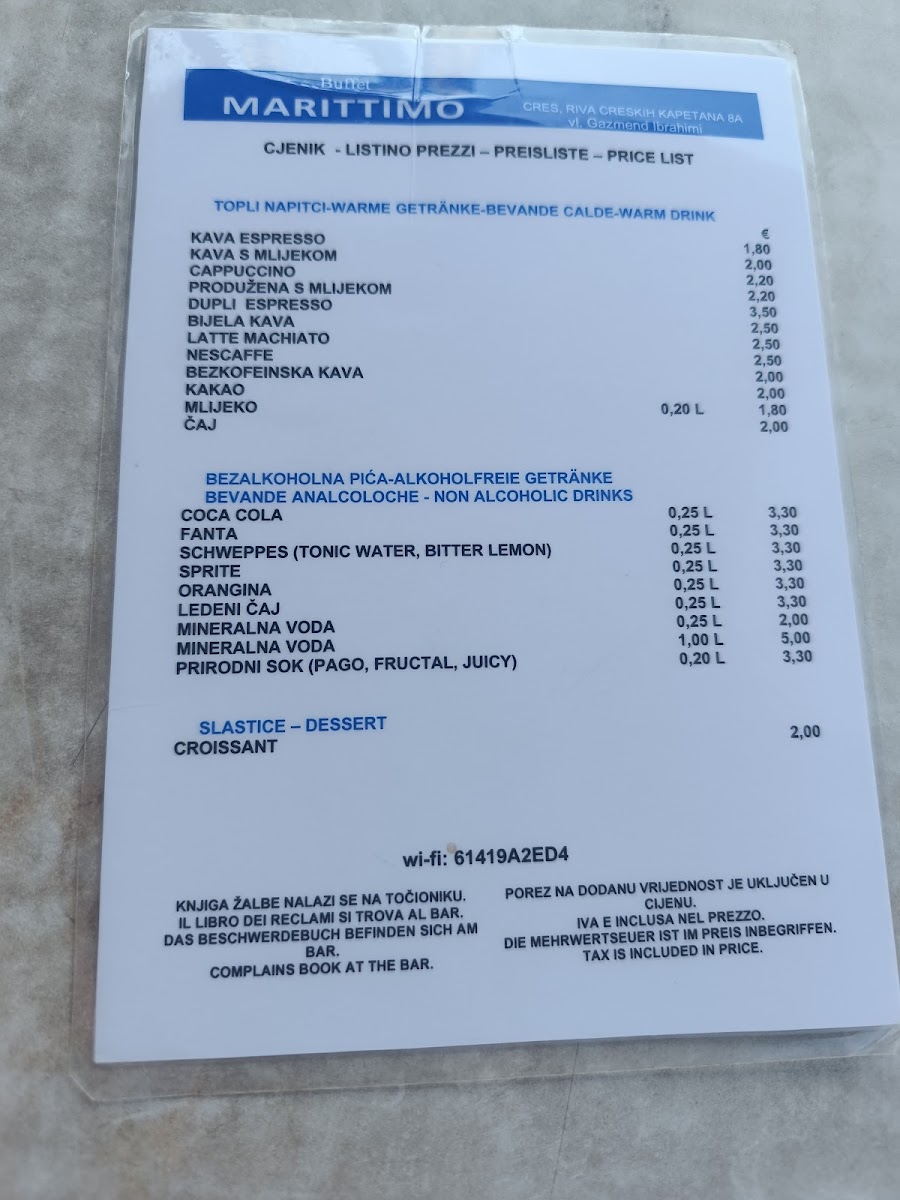 Buffet
MARITTIMO
CRES, RIVA CRESKIH KAPETANA 8A
vl. Gazmend Ibrahimi
CJENIK - LISTINO PREZZI – PREISLISTE – PRICE LIST
TOPLI NAPITCI-WARME GETRÄNKE-BEVANDE CALDE-WARM DRINK
€
KAVA ESPRESSO 1,80
KAVA S MLIJEKOM 2,00
CAPPUCCINO 2,20
PRODUŽENA S MLIJEKOM 2,20
DUPLI ESPRESSO 3,50
BIJELA KAVA 2,50
LATTE MACHIATO 2,50
NESCAFFE 2,50
BEZKOFEINSKA KAVA 2,00
KAKAO 2,00
MLIJEKO 0,20 L 1,80
ČAJ 2,00
BEZALKOHOLNA PIĆA-ALKOHOLFREIE GETRÄNKE
BEVANDE ANALCOLOCHE - NON ALCOHOLIC DRINKS
COCA COLA 0,25 L 3,30
FANTA 0,25 L 3,30
SCHWEPPES (TONIC WATER, BITTER LEMON) 0,25 L 3,30
SPRITE 0,25 L 3,30
ORANGINA 0,25 L 3,30
LEDENI ČAJ 0,25 L 3,30
MINERALNA VODA 0,25 L 2,00
MINERALNA VODA 1,00 L 5,00
PRIRODNI SOK (PAGO, FRUCTAL, JUICY) 0,20 L 3,30
SLASTICE – DESSERT
CROISSANT 2,00
wi-fi: 61419A2ED4
KNJIGA ŽALBE NALAZI SE NA TOČIONIKU.
IL LIBRO DEI RECLAMI SI TROVA AL BAR.
DAS BESCHWERDEBUCH BEFINDEN SICH AM
BAR.
COMPLAINS BOOK AT THE BAR.
POREZ NA DODANU VRIJEDNOST JE UKLJUČEN U
CIJENU.
IVA E INCLUSA NEL PREZZO.
DIE MEHRWERTSEUER IST IM PREIS INBEGRIFFEN.
TAX IS INCLUDED IN PRICE.